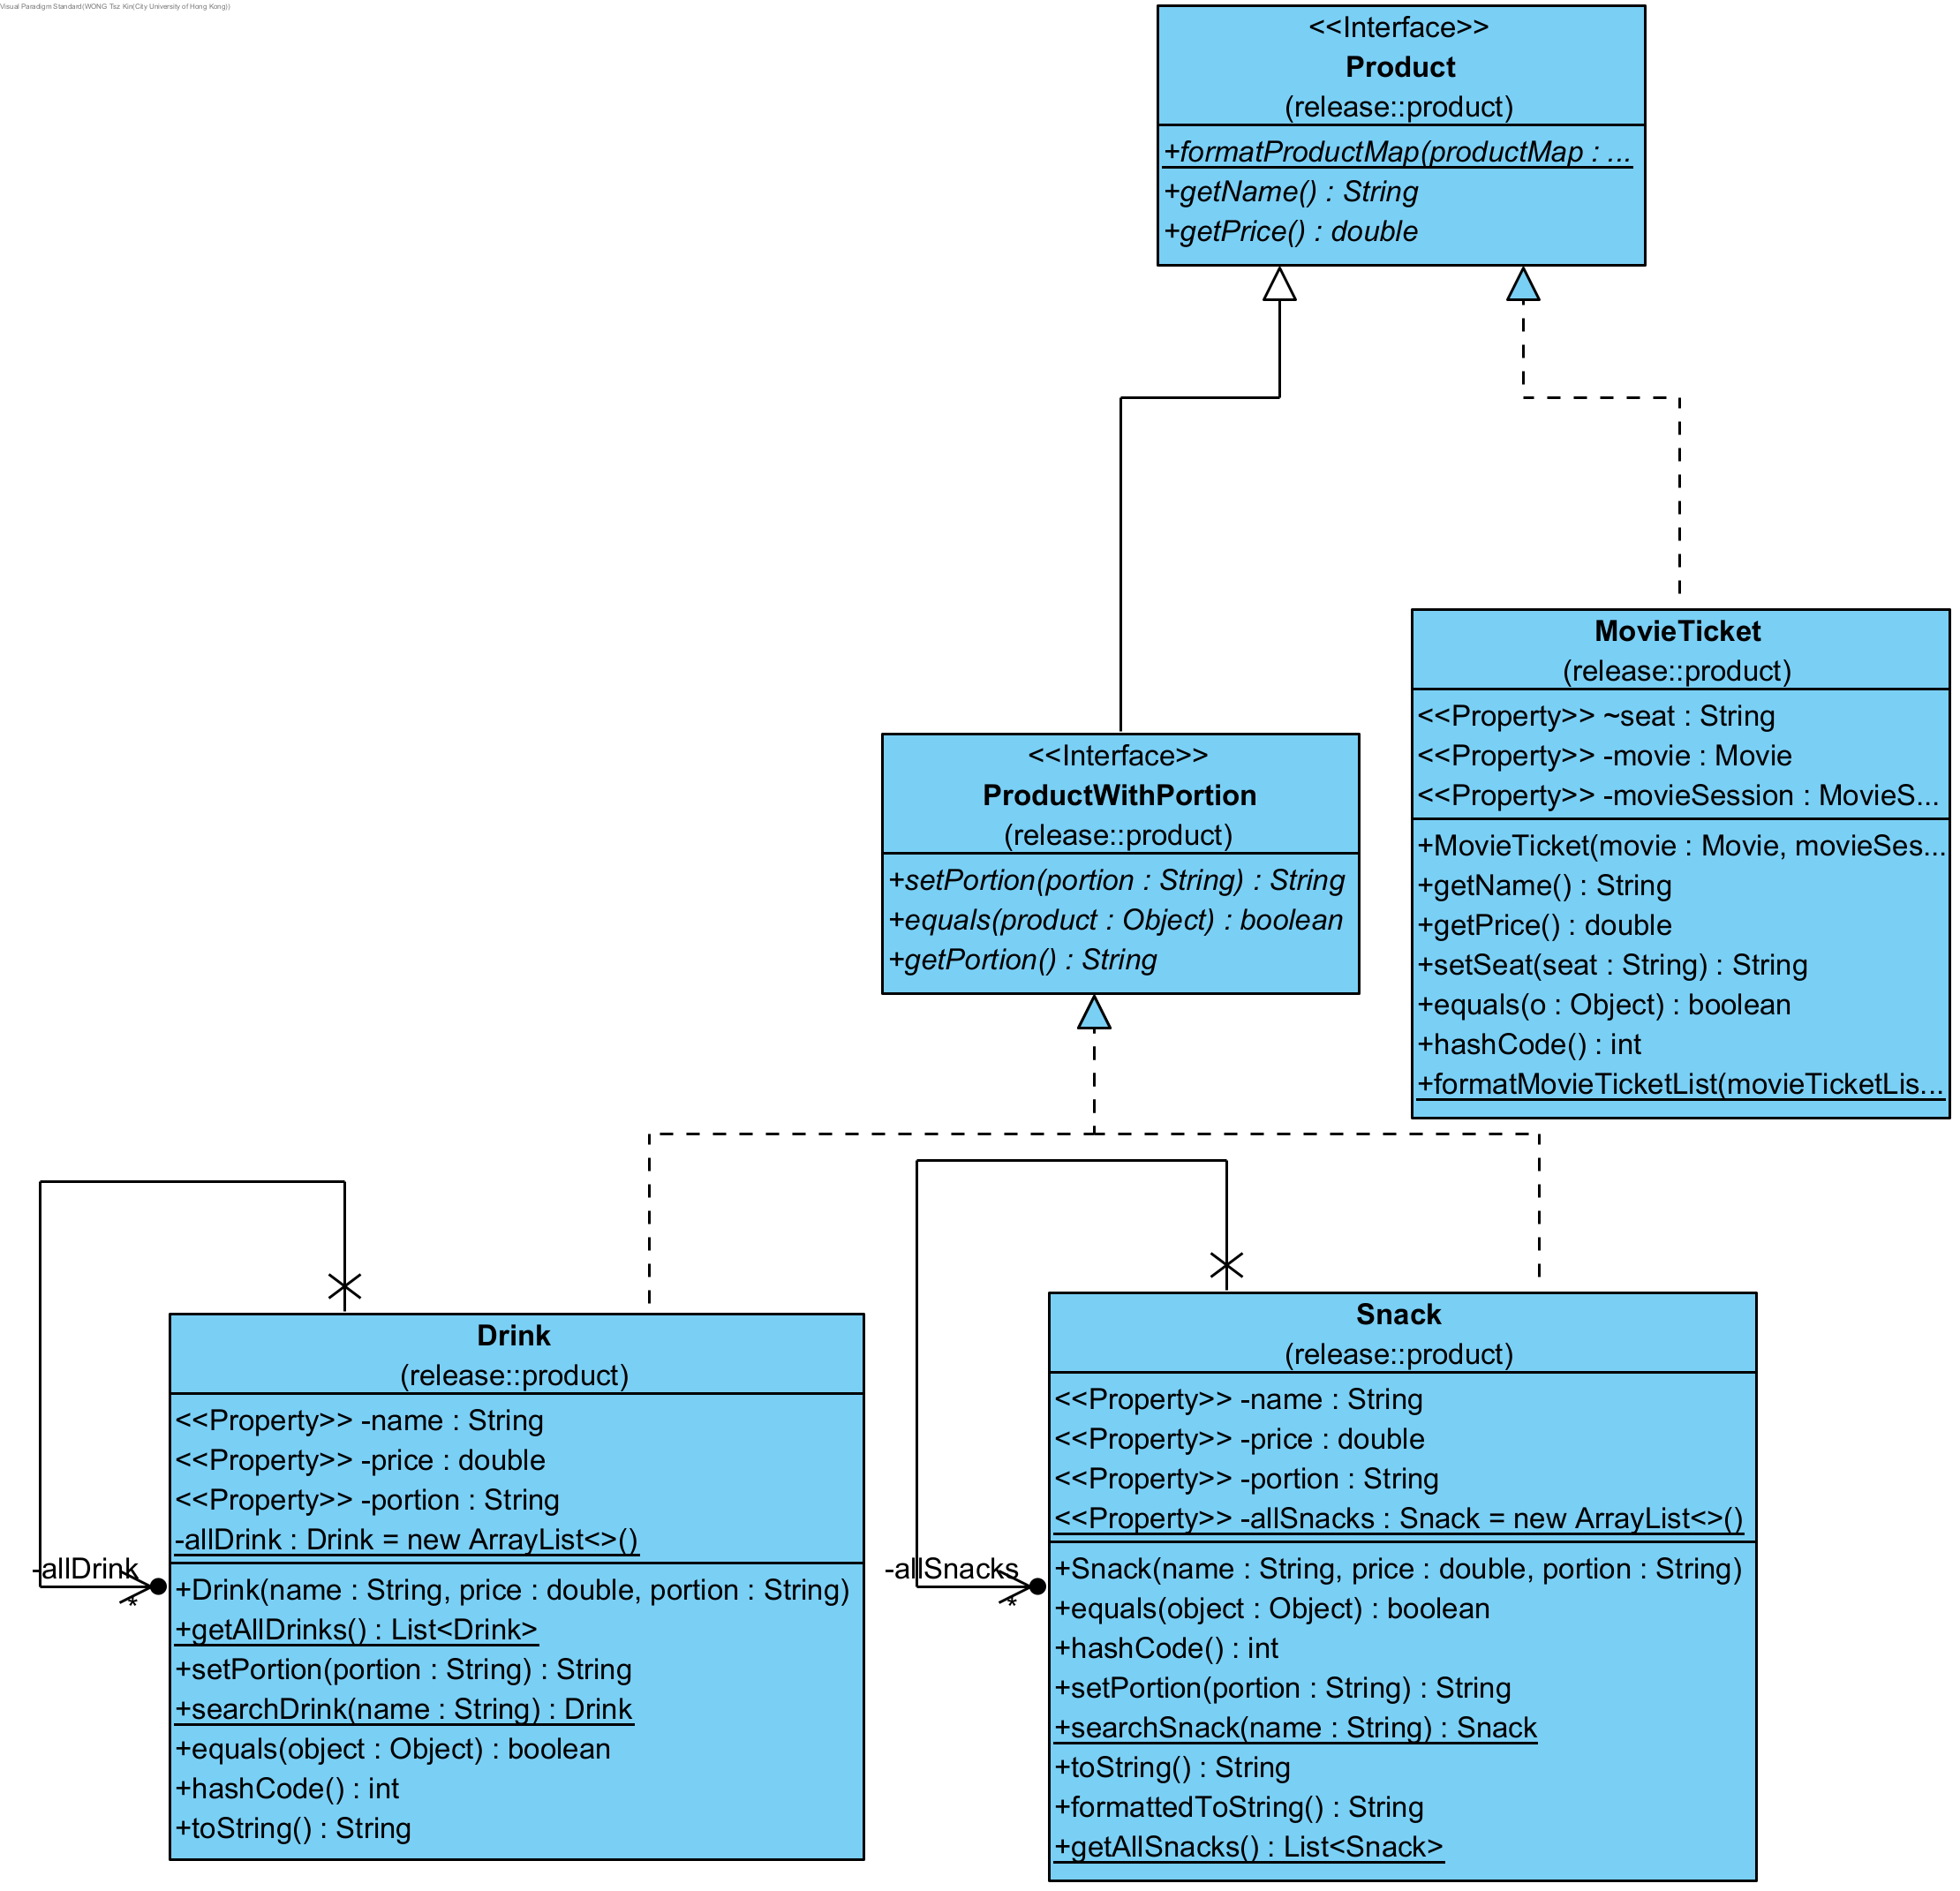 Visual Paradigm Standard(WONG Tsz Kin(City University of Hong Kong))
<<Interface>>
Product
(release::product)
+formatProductMap(productMap : ...
+getName() : String
+getPrice() : double
MovieTicket
(release::product)
<<Property>> ~seat : String
<<Property>> -movie : Movie
<<Property>> -movieSession : MovieS...
+MovieTicket(movie : Movie, movieSes...
+getName() : String
+getPrice() : double
+setSeat(seat : String) : String
+equals(o : Object) : boolean
+hashCode() : int
+formatMovieTicketList(movieTicketLis...
<<Interface>>
ProductWithPortion
(release::product)
+setPortion(portion : String) : String
+equals(product : Object) : boolean
+getPortion() : String
Drink
(release::product)
<<Property>> -name : String
<<Property>> -price : double
<<Property>> -portion : String
-allDrink : Drink = new ArrayList<>()
+Drink(name : String, price : double, portion : String)
+getAllDrinks() : List<Drink>
+setPortion(portion : String) : String
+searchDrink(name : String) : Drink
+equals(object : Object) : boolean
+hashCode() : int
+toString() : String
-allDrink
*
Snack
(release::product)
<<Property>> -name : String
<<Property>> -price : double
<<Property>> -portion : String
<<Property>> -allSnacks : Snack = new ArrayList<>()
+Snack(name : String, price : double, portion : String)
+equals(object : Object) : boolean
+hashCode() : int
+setPortion(portion : String) : String
+searchSnack(name : String) : Snack
+toString() : String
+formattedToString() : String
+getAllSnacks() : List<Snack>
-allSnacks
*